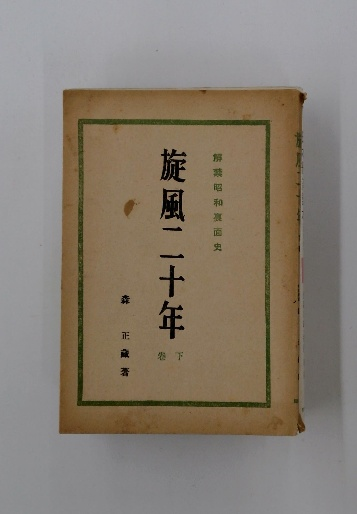 解禁昭和裏面史
旋風二十年
下巻
森正蔵著